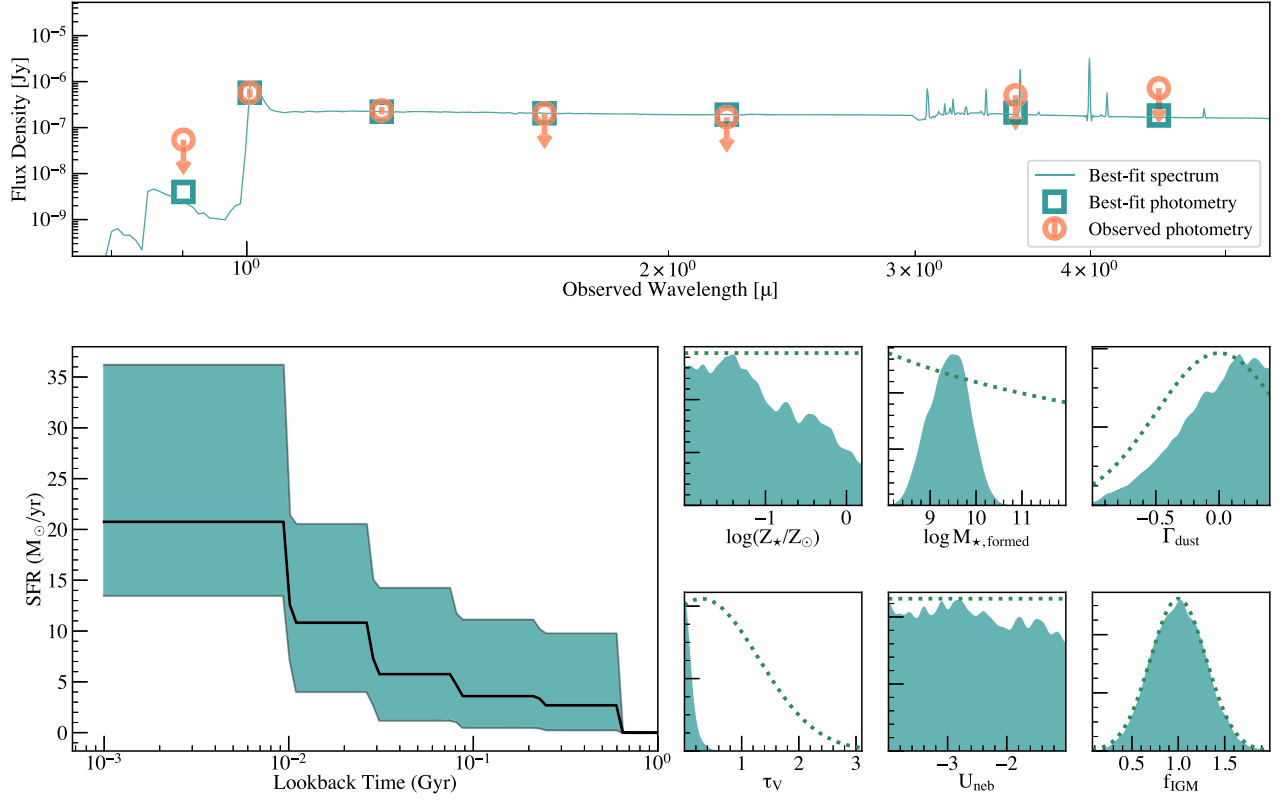 10⁻⁵
10⁻⁶
10⁻⁷
10⁻⁸
10⁻⁹
Flux Density [Jy]
Best-fit spectrum
Best-fit photometry
Observed photometry
10⁰ 2 × 10⁰ 3 × 10⁰ 4 × 10⁰
Observed Wavelength [μ]
35
30
25
20
15
10
5
0
SFR (M⊙/yr)
10⁻³ 10⁻² 10⁻¹ 10⁰
Lookback Time (Gyr)
−1 0
log(Z⋆/Z⊙)
9 10 11
log M⋆,formed
−0.5 0.0
Γdust
1 2 3
τV
−3 −2
Uneb
0.5 1.0 1.5
fIGM